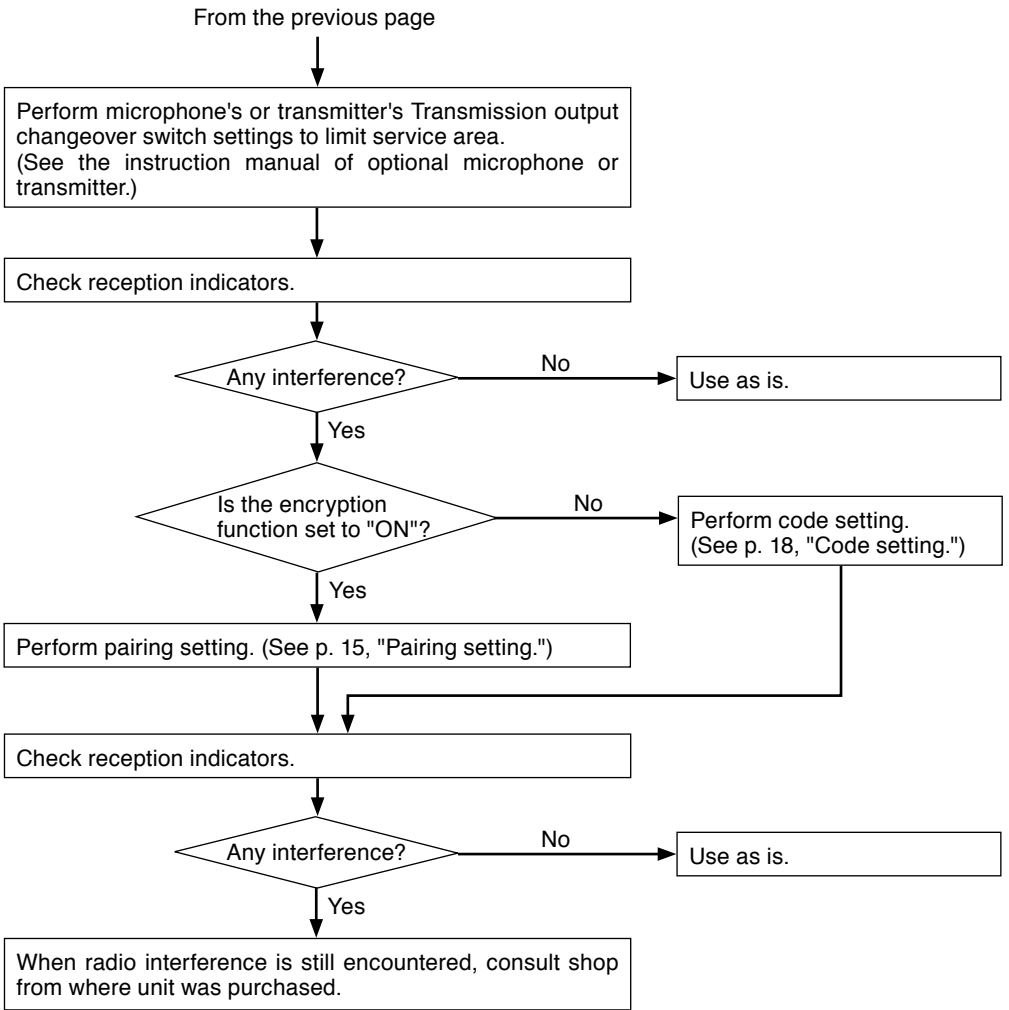 From the previous page
Perform microphone's or transmitter's Transmission output
changeover switch settings to limit service area.
(See the instruction manual of optional microphone or
transmitter.)
Check reception indicators.
Any interference?
No
Use as is.
Yes
Is the encryption
function set to "ON"?
No
Perform code setting.
(See p. 18, "Code setting.")
Yes
Perform pairing setting. (See p. 15, "Pairing setting.")
Check reception indicators.
Any interference?
No
Use as is.
Yes
When radio interference is still encountered, consult shop
from where unit was purchased.